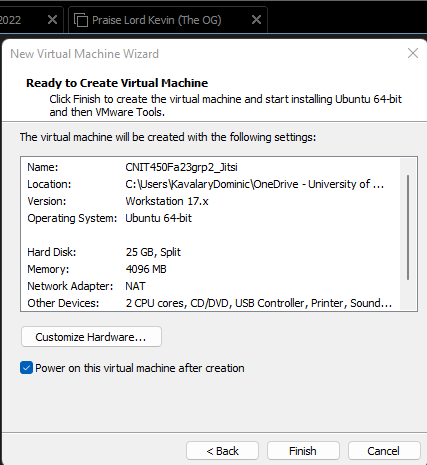 2022 Praise Lord Kevin (The OG)
New Virtual Machine Wizard
Ready to Create Virtual Machine
Click Finish to create the virtual machine and start installing Ubuntu 64-bit
and then VMware Tools.
The virtual machine will be created with the following settings:
Name: CNIT450Fa23grp2_Jitsi
Location: C:\Users\KavalaryDominic\OneDrive - University of ...
Version: Workstation 17.x
Operating System: Ubuntu 64-bit
Hard Disk: 25 GB, Split
Memory: 4096 MB
Network Adapter: NAT
Other Devices: 2 CPU cores, CD/DVD, USB Controller, Printer, Sound...
Customize Hardware...
Power on this virtual machine after creation
< Back Finish Cancel